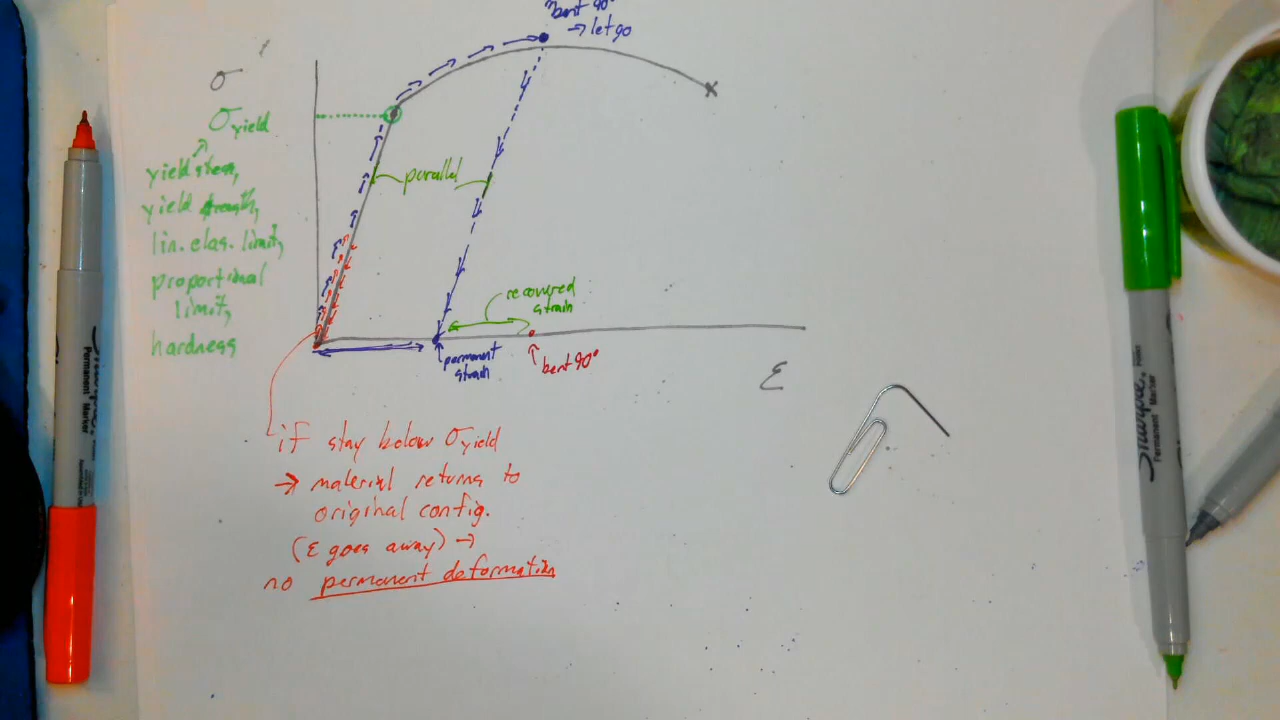 bent 90°
→ let go
σ
σyield
yield stress,
yield strength,
lin. elas. limit,
proportional
limit,
hardness
parallel
recovered
strain
permanent
strain
bent 90°
ε
if stay below σyield
→ material returns to
original config.
(ε goes away) →
no permanent deformation
Sharpie
Permanent Marker
Sharpie
Permanent Marker